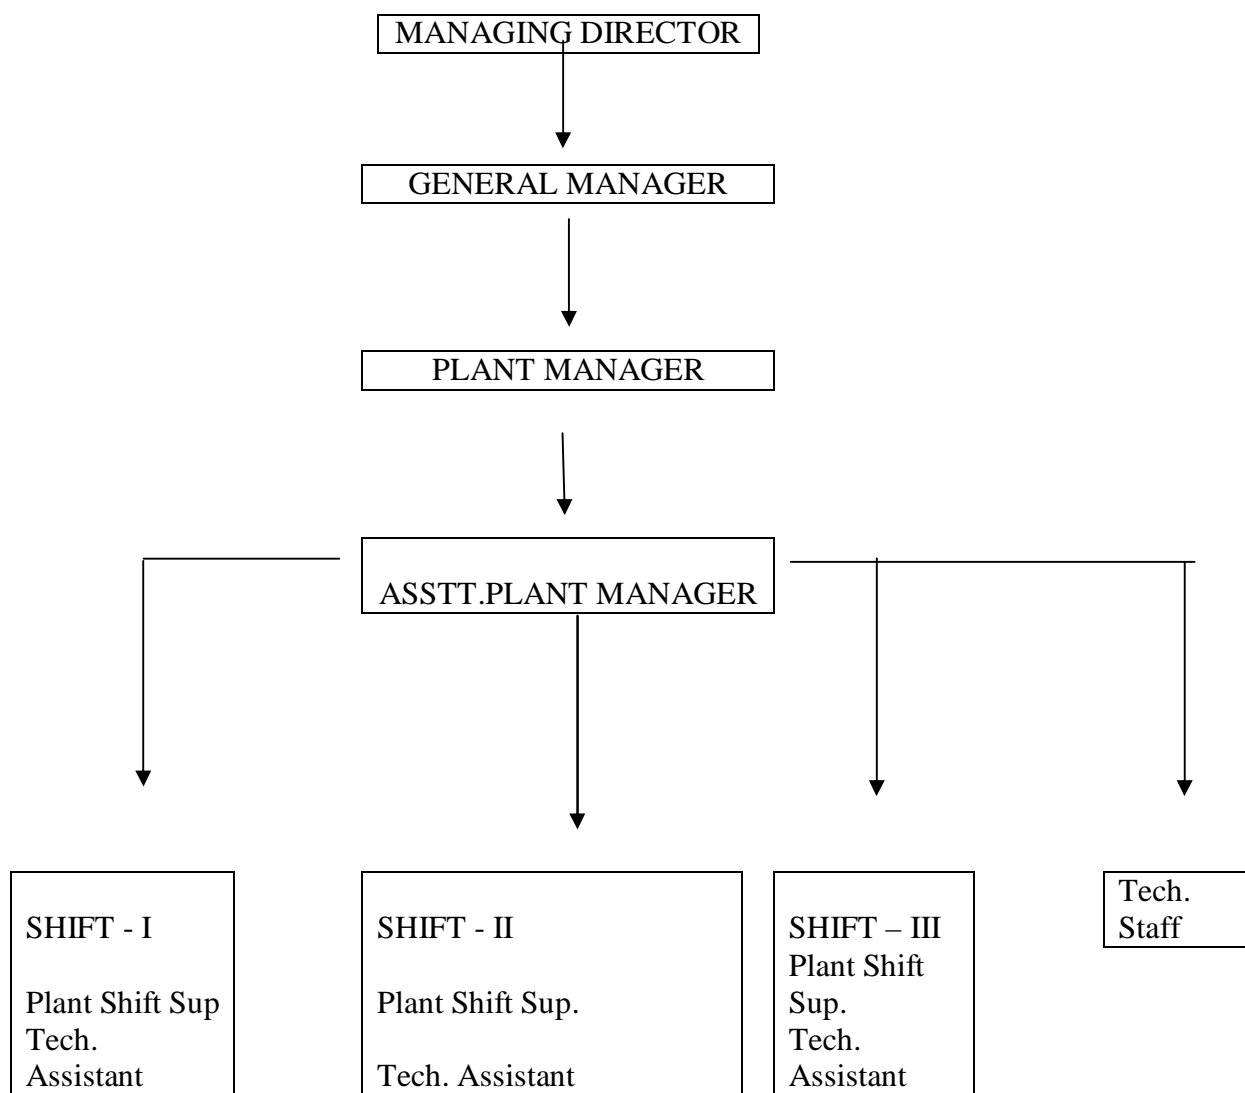 MANAGING DIRECTOR
GENERAL MANAGER
PLANT MANAGER
ASSTT.PLANT MANAGER
SHIFT - I
Plant Shift Sup
Tech.
Assistant
SHIFT - II
Plant Shift Sup.
Tech. Assistant
SHIFT – III
Plant Shift
Sup.
Tech.
Assistant
Tech.
Staff